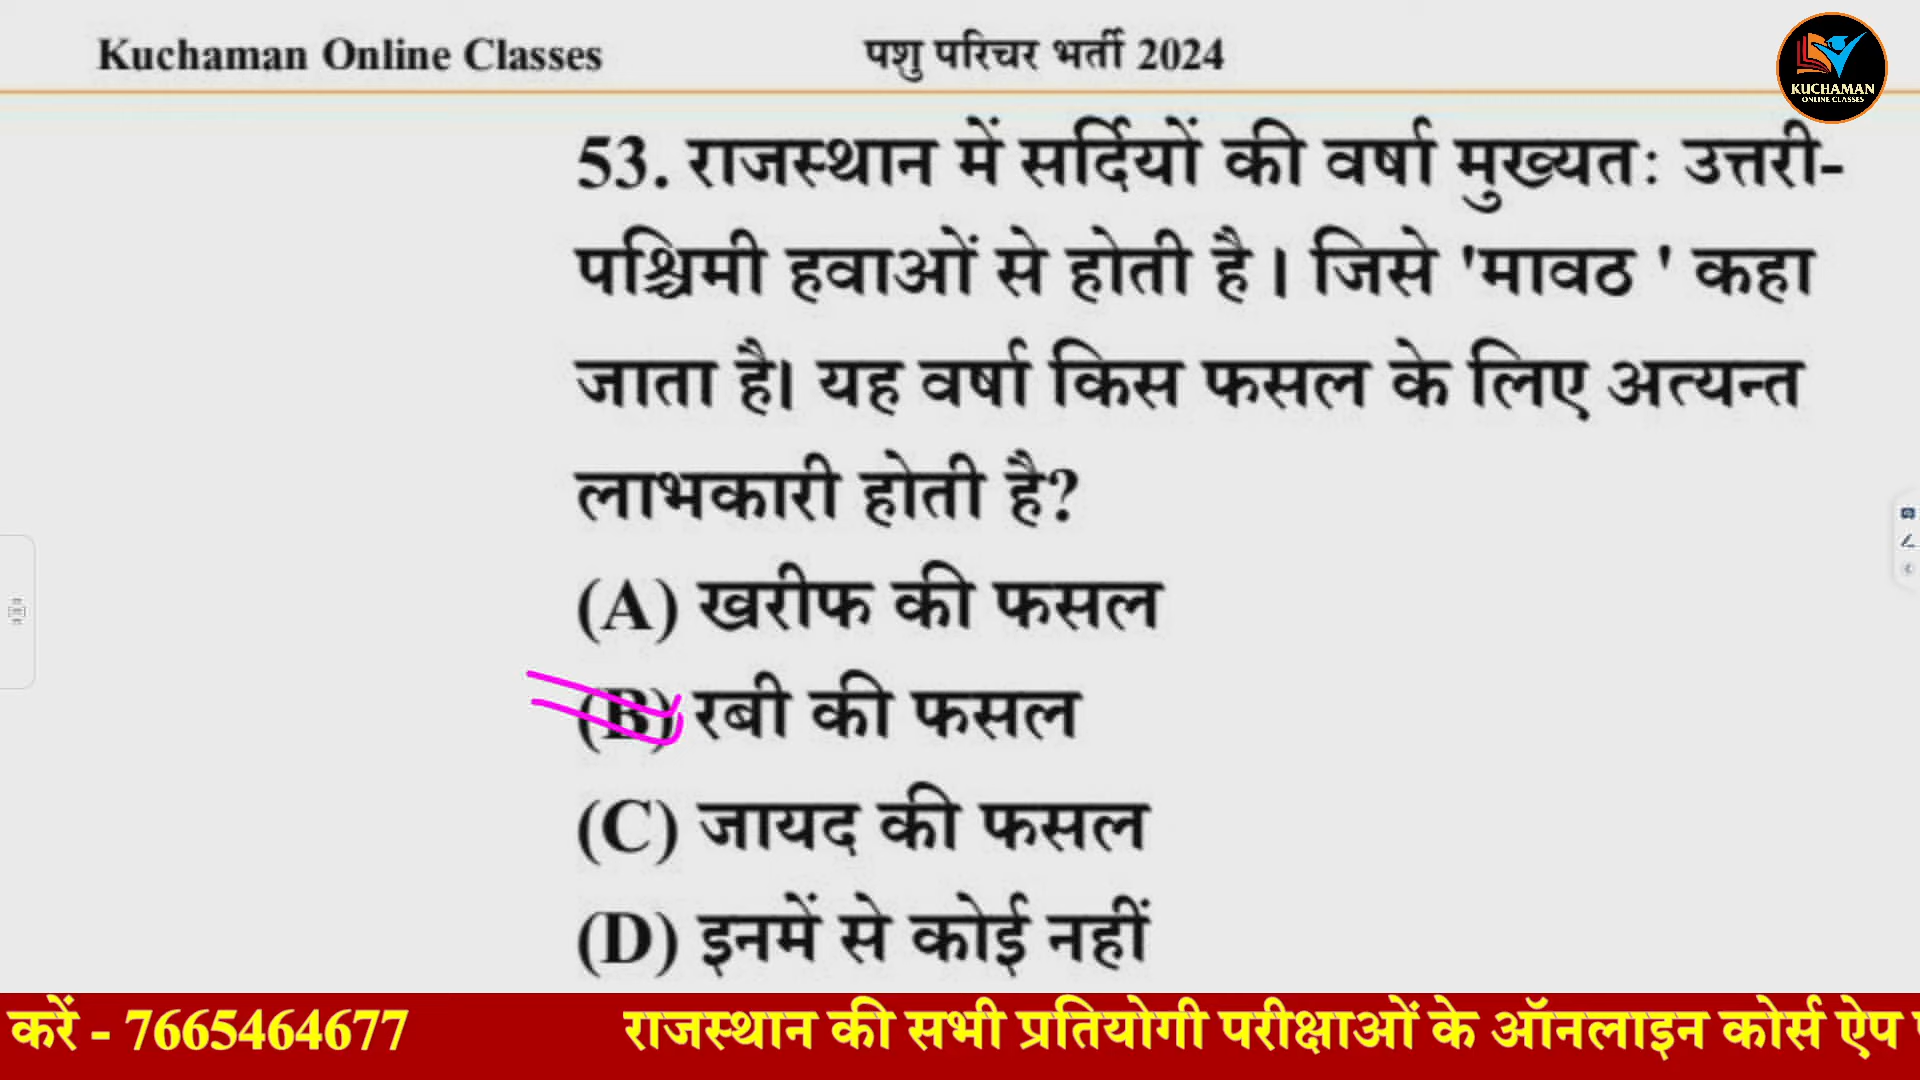 Kuchaman Online Classes
पशु परिचर भर्ती 2024
KUCHAMAN
ONLINE CLASSES
53. राजस्थान में सर्दियों की वर्षा मुख्यतः उत्तरी-
पश्चिमी हवाओं से होती है। जिसे 'मावठ ' कहा
जाता है। यह वर्षा किस फसल के लिए अत्यन्त
लाभकारी होती है?
(A) खरीफ की फसल
(B) रबी की फसल
(C) जायद की फसल
(D) इनमें से कोई नहीं
करें - 7665464677
राजस्थान की सभी प्रतियोगी परीक्षाओं के ऑनलाइन कोर्स ऐप